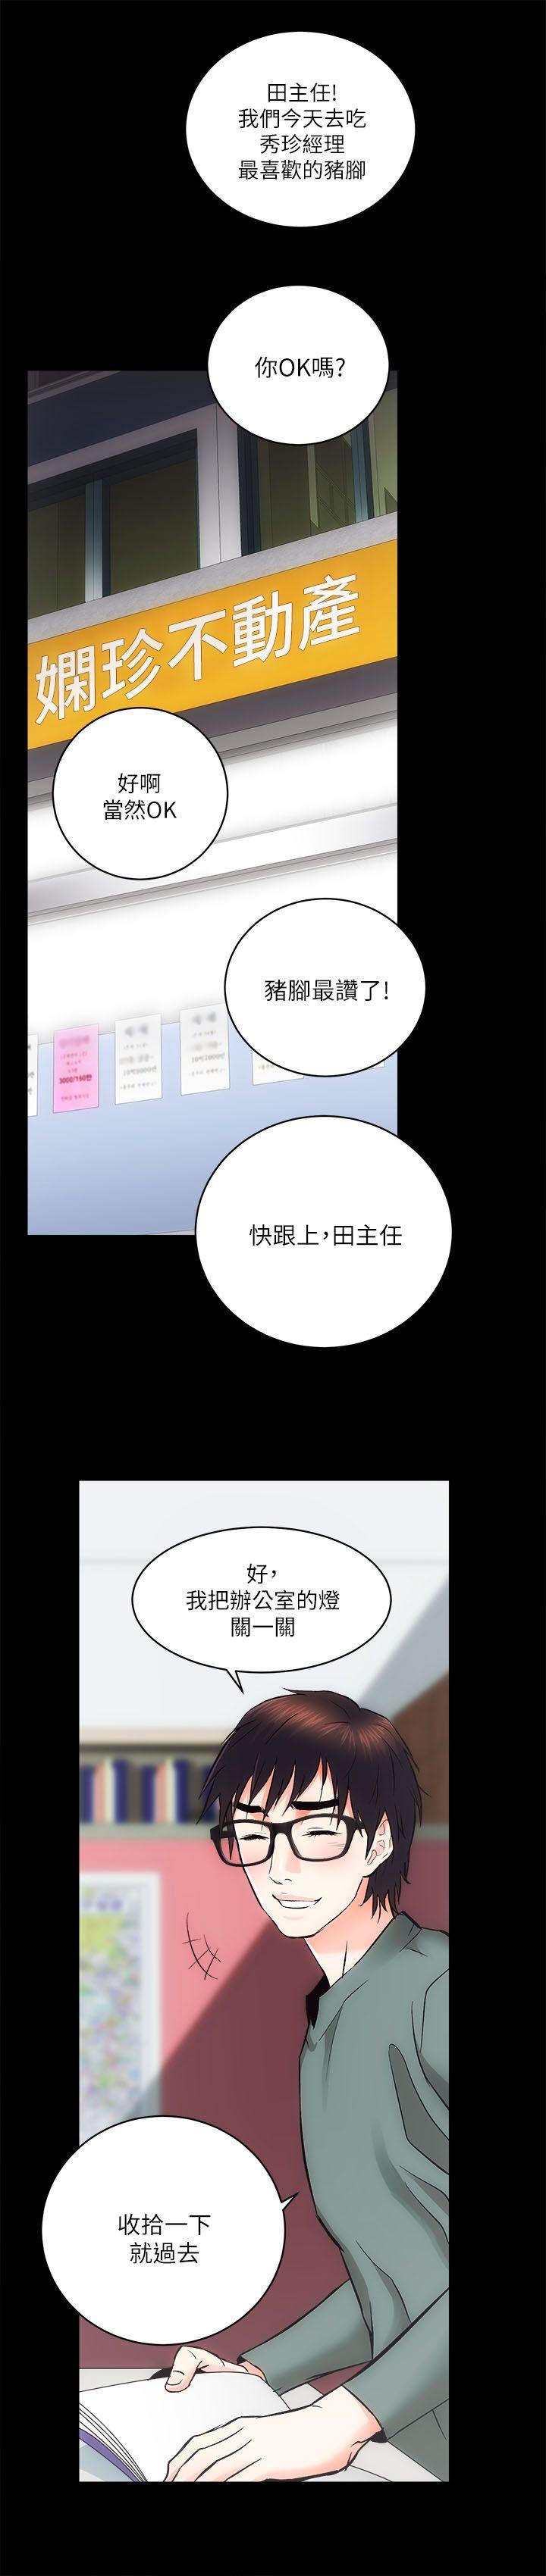 田主任!
我們今天去吃
秀珍經理
最喜歡的豬腳
你OK嗎?
嫻珍不動產
好啊
當然OK
豬腳最讚了!
3000/150만
快跟上,田主任
好,
我把辦公室的燈
關一關
收拾一下
就過去